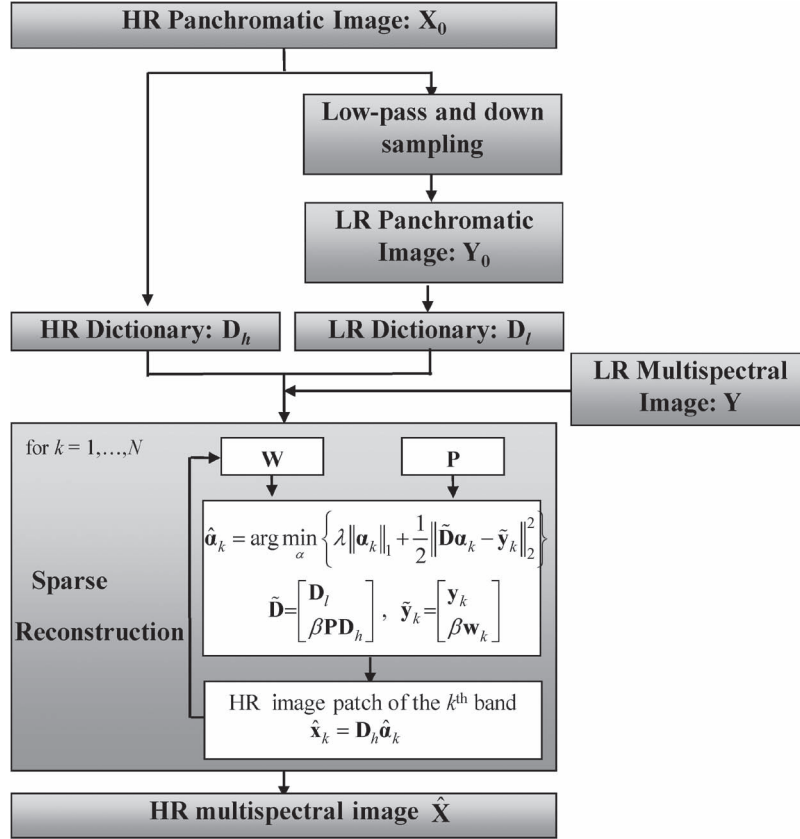 HR Panchromatic Image: X₀
Low-pass and down
sampling
LR Panchromatic
Image: Y₀
HR Dictionary: Dₕ
LR Dictionary: Dₗ
LR Multispectral
Image: Y
for k = 1,…,N
W
P
α̂ₖ = arg min_α {λ‖αₖ‖₁ + 1/2 ‖D̃αₖ − ỹₖ‖₂²}
D̃=[Dₗ; βPDₕ] , ỹₖ=[yₖ; βwₖ]
Sparse
Reconstruction
HR image patch of the kᵗʰ band
x̂ₖ = Dₕα̂ₖ
HR multispectral image X̂